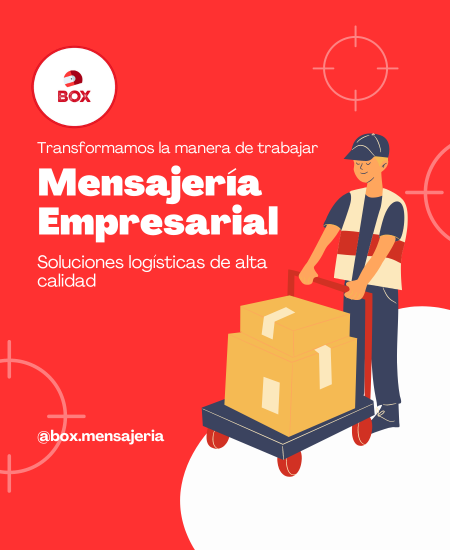 BOX
Transformamos la manera de trabajar
Mensajería
Empresarial
Soluciones logísticas de alta
calidad
@box.mensajeria